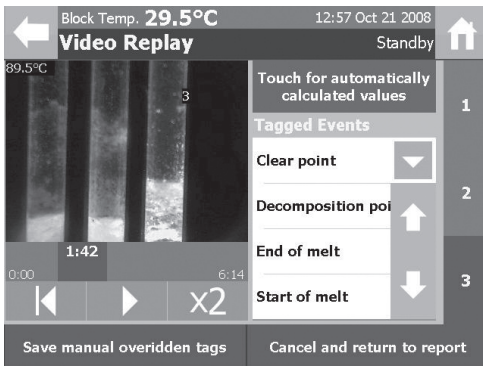 Block Temp. 29.5°C
12:57 Oct 21 2008
Video Replay
Standby
89.5°C
3
1:42
0:00
6:14
x2
Touch for automatically
calculated values
Tagged Events
Clear point
Decomposition poi
End of melt
Start of melt
1
2
3
Save manual overidden tags
Cancel and return to report